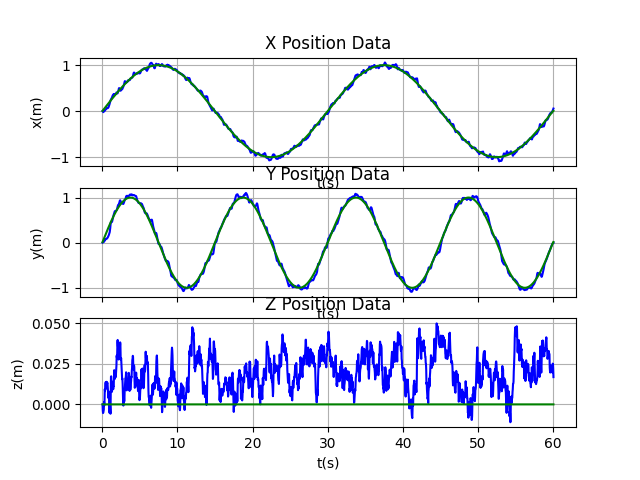 X Position Data
1
0
−1
x(m)
t(s)
Y Position Data
1
0
−1
y(m)
t(s)
Z Position Data
0.050
0.025
0.000
z(m)
0 10 20 30 40 50 60
t(s)